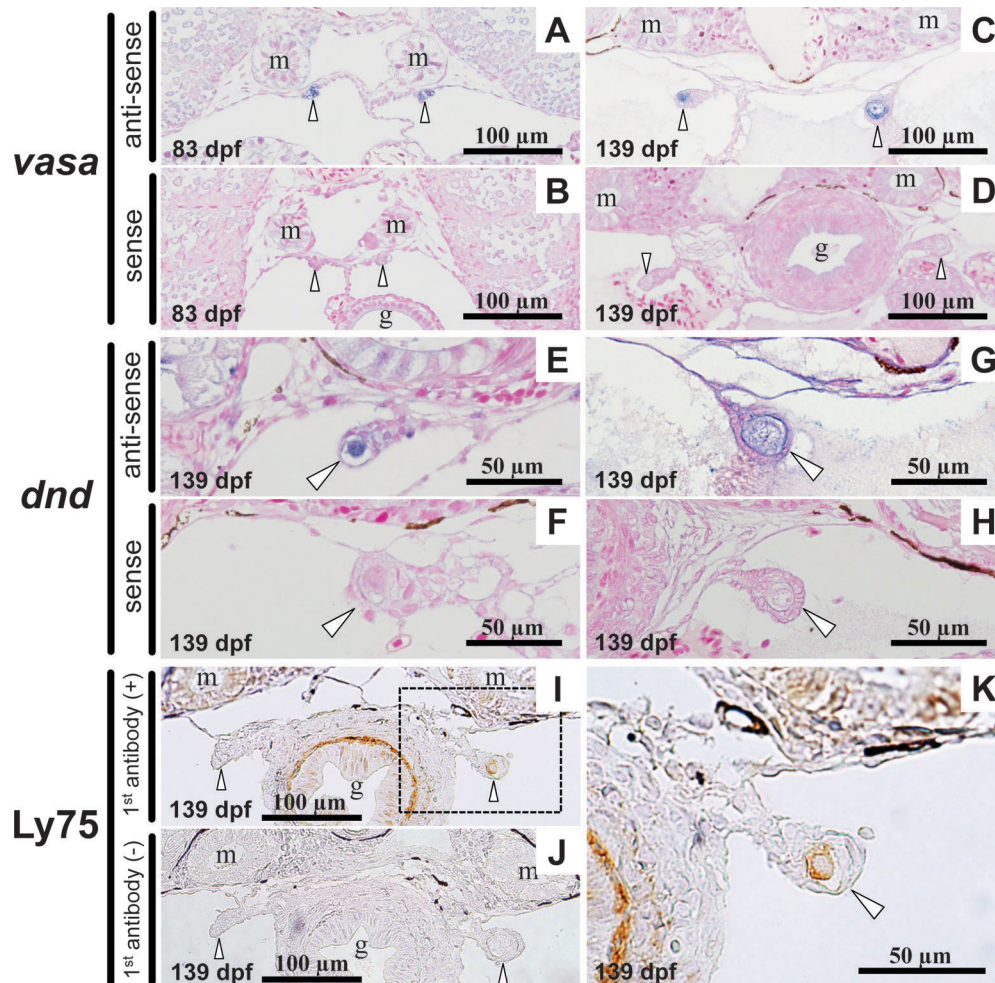 vasa
anti-sense
A
m
m
83 dpf
100 µm
C
m
m
139 dpf
100 µm
sense
B
m
m
g
83 dpf
100 µm
D
m
m
g
139 dpf
100 µm
dnd
anti-sense
E
139 dpf
50 µm
G
139 dpf
50 µm
sense
F
139 dpf
50 µm
H
139 dpf
50 µm
Ly75
1st antibody (+)
I
m
m
g
139 dpf
100 µm
K
139 dpf
50 µm
1st antibody (-)
J
m
m
g
139 dpf
100 µm